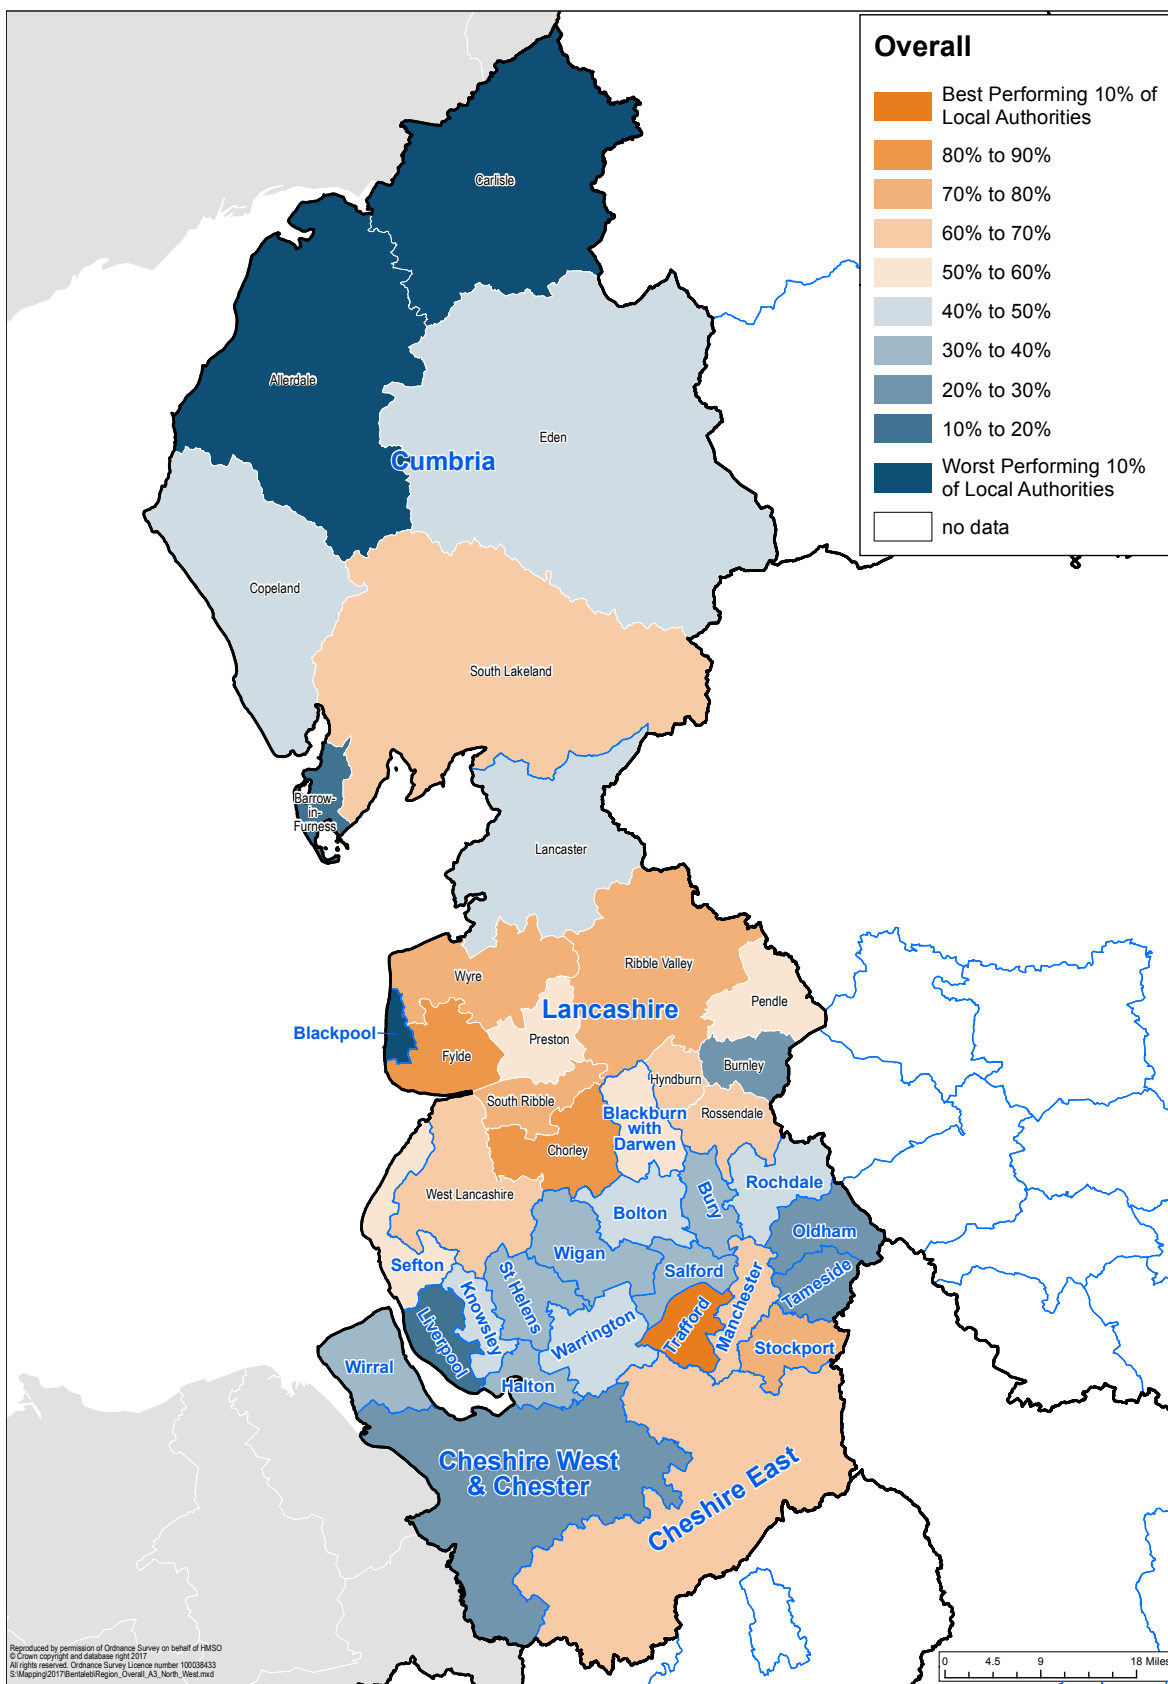 Overall
Best Performing 10% of
Local Authorities
80% to 90%
70% to 80%
60% to 70%
50% to 60%
40% to 50%
30% to 40%
20% to 30%
10% to 20%
Worst Performing 10%
of Local Authorities
no data
Carlisle
Allerdale
Eden
Cumbria
Copeland
South Lakeland
Barrow-
in-
Furness
Lancaster
Wyre
Ribble Valley
Pendle
Lancashire
Blackpool
Preston
Fylde
Burnley
Hyndburn
South Ribble
Blackburn
with
Darwen
Rossendale
Chorley
West Lancashire
Rochdale
Bury
Bolton
Oldham
Wigan
Sefton
St Helens
Salford
Tameside
Knowsley
Manchester
Trafford
Liverpool
Warrington
Stockport
Wirral
Halton
Cheshire West
& Chester
Cheshire East
Reproduced by permission of Ordnance Survey on behalf of HMSO
© Crown copyright and database right 2017
All rights reserved. Ordnance Survey Licence number 100038433
S:\Mapping\2017\Bentaleb\Region_Overall_A3_North_West.mxd
0 4.5 9 18 Miles